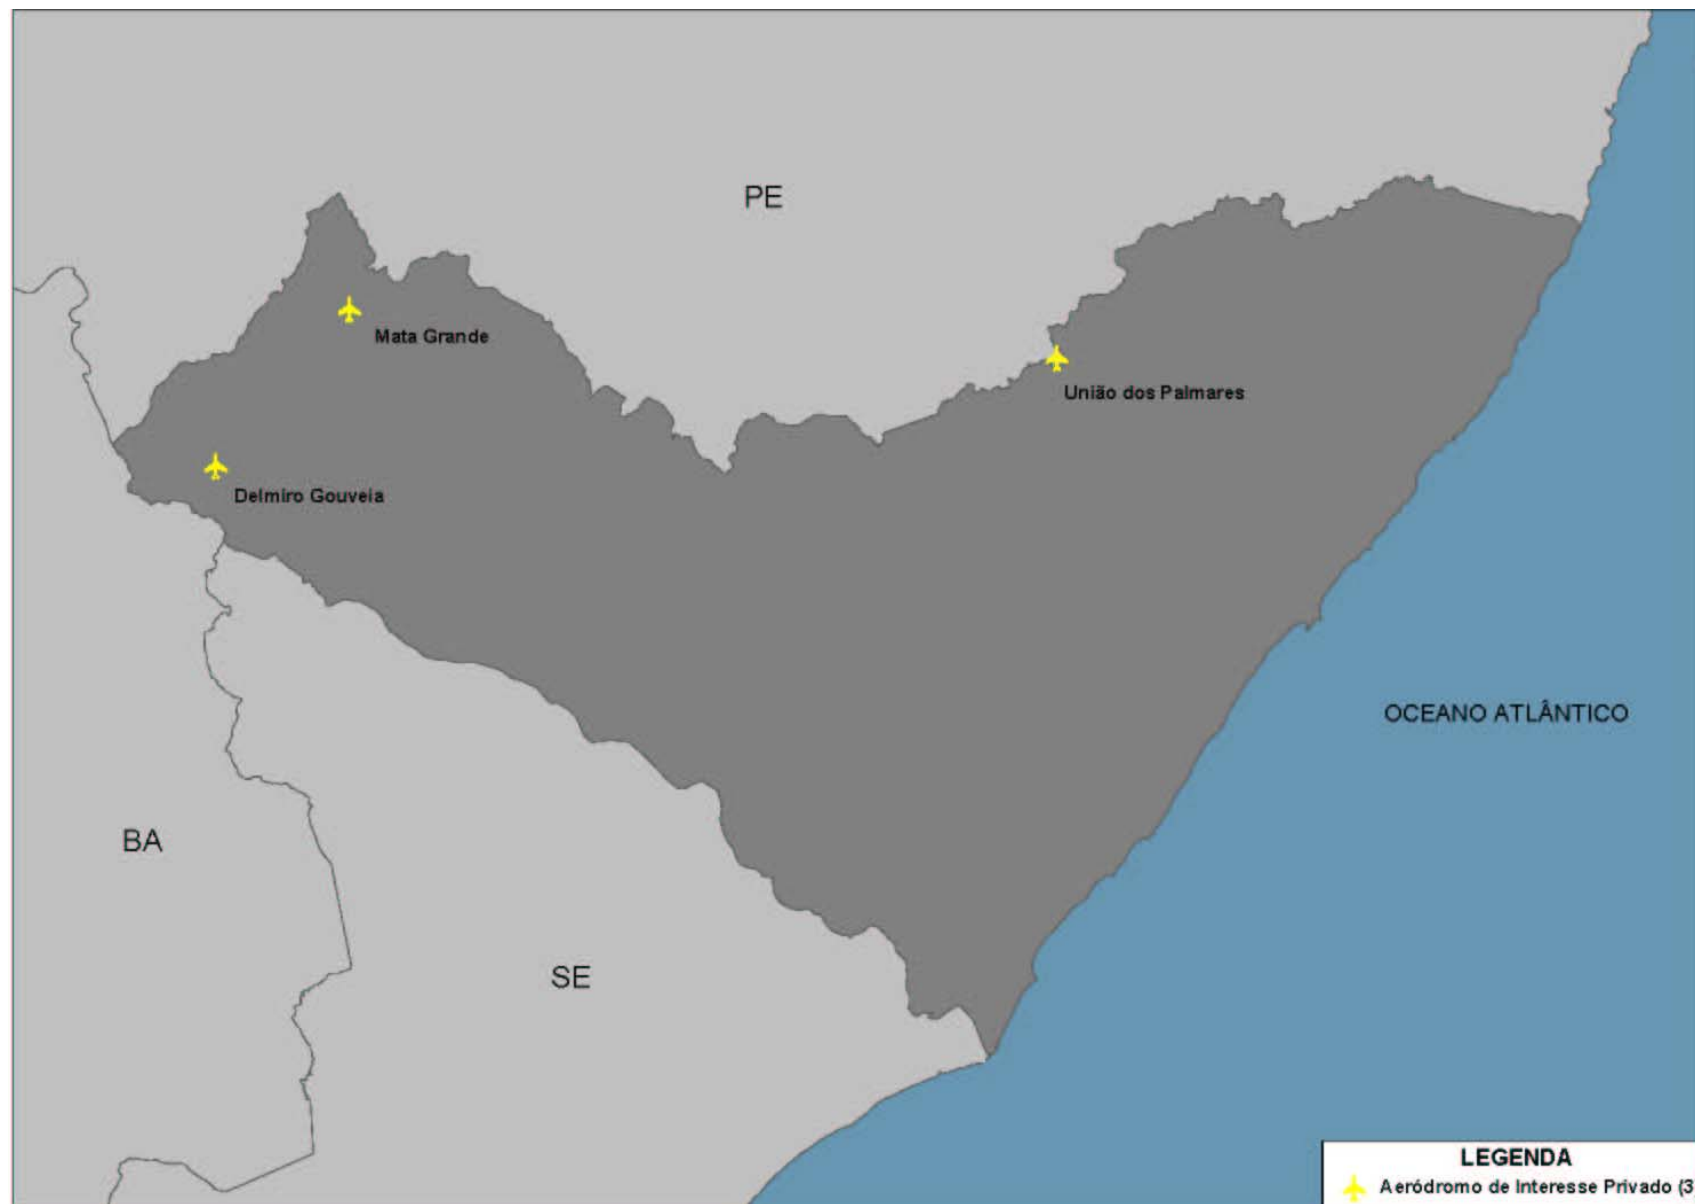 PE
Mata Grande
União dos Palmares
Delmiro Gouveia
OCEANO ATLÂNTICO
BA
SE
LEGENDA
Aeródromo de Interesse Privado (3